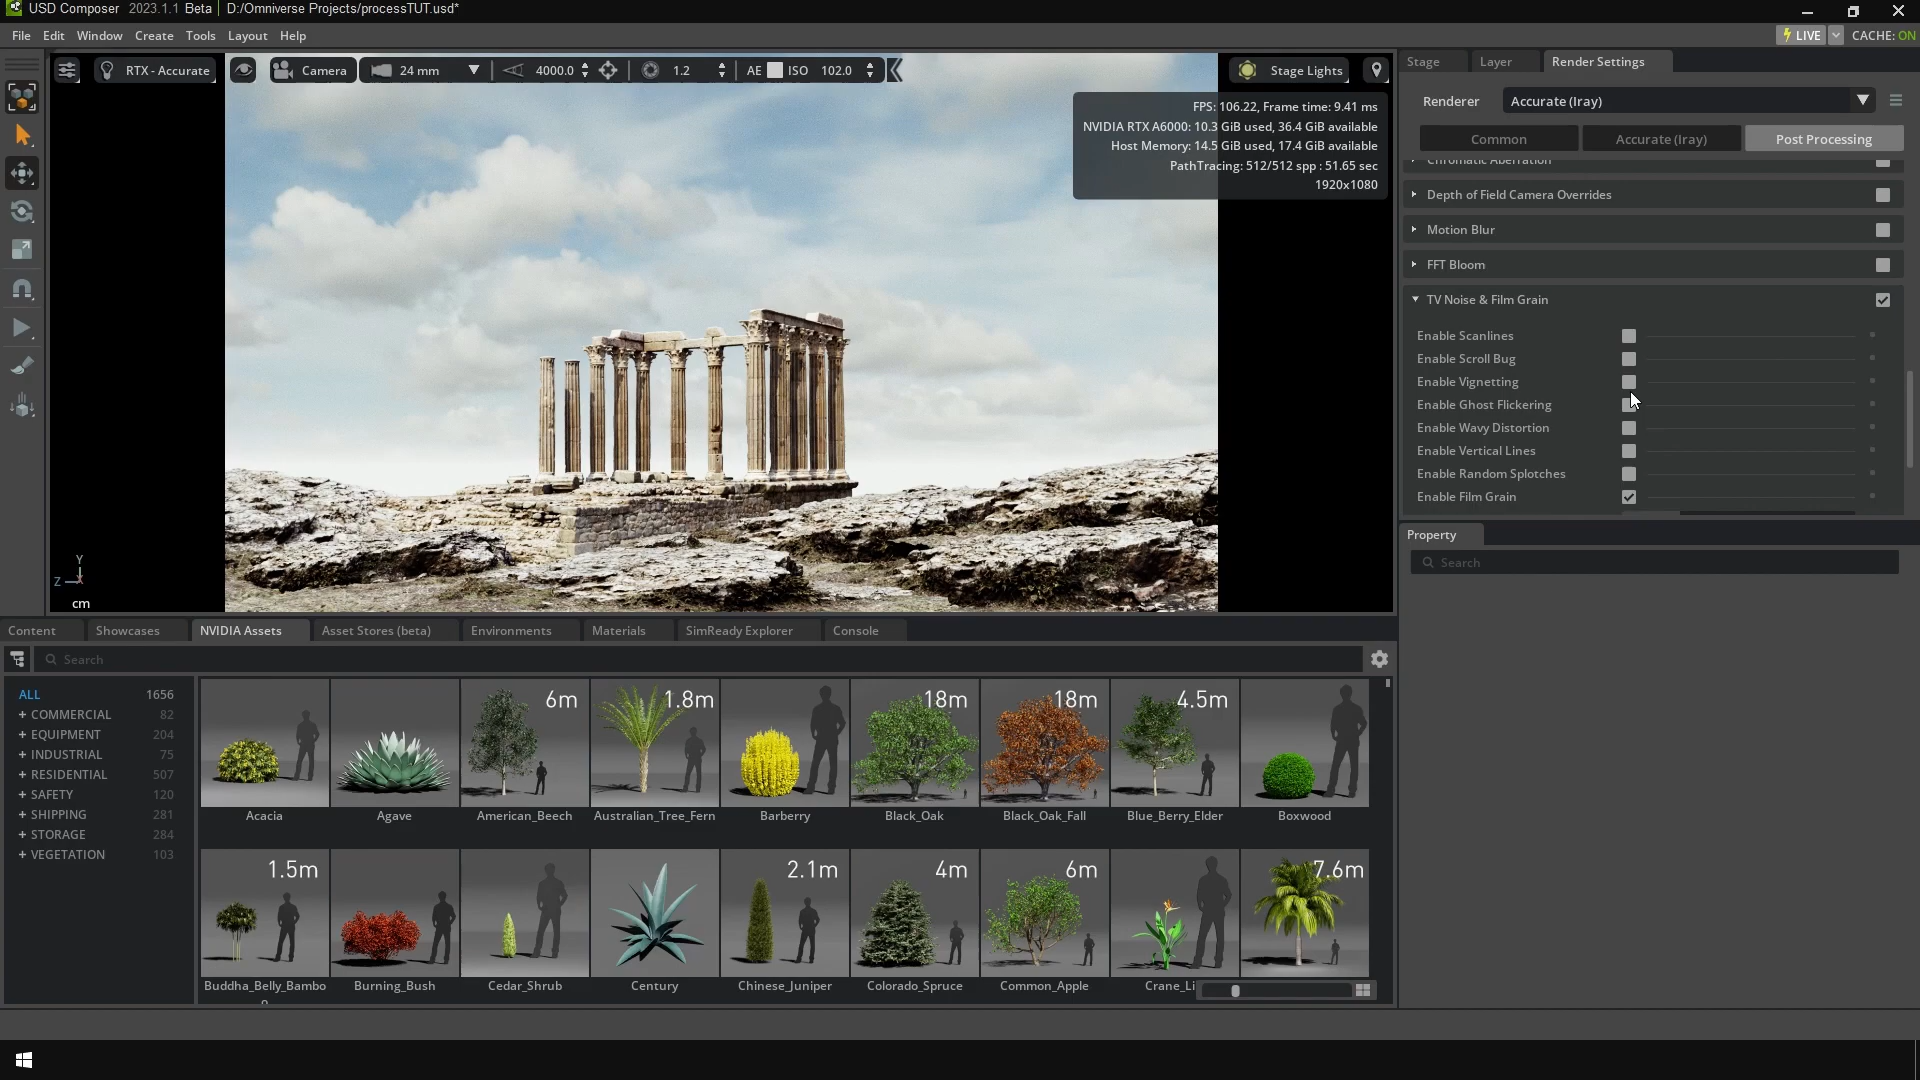 USD Composer 2023.1.1 Beta | D:/Omniverse Projects/processTUT.usd*
File Edit Window Create Tools Layout Help
LIVE CACHE: ON
RTX - Accurate
Camera
24 mm
4000.0
1.2
AE
ISO 102.0
Stage Lights
FPS: 106.22, Frame time: 9.41 ms
NVIDIA RTX A6000: 10.3 GiB used, 36.4 GiB available
Host Memory: 14.5 GiB used, 17.4 GiB available
PathTracing: 512/512 spp : 51.65 sec
1920x1080
Y
Z
cm
Stage Layer Render Settings
Renderer Accurate (Iray)
Common Accurate (Iray) Post Processing
Chromatic Aberration
Depth of Field Camera Overrides
Motion Blur
FFT Bloom
TV Noise & Film Grain
Enable Scanlines
Enable Scroll Bug
Enable Vignetting
Enable Ghost Flickering
Enable Wavy Distortion
Enable Vertical Lines
Enable Random Splotches
Enable Film Grain
Property
Search
Content Showcases NVIDIA Assets Asset Stores (beta) Environments Materials SimReady Explorer Console
Search
ALL 1656
+ COMMERCIAL 82
+ EQUIPMENT 204
+ INDUSTRIAL 75
+ RESIDENTIAL 507
+ SAFETY 120
+ SHIPPING 281
+ STORAGE 284
+ VEGETATION 103
6m 1.8m 18m 18m 4.5m
Acacia Agave American_Beech Australian_Tree_Fern Barberry Black_Oak Black_Oak_Fall Blue_Berry_Elder Boxwood
1.5m 2.1m 4m 6m 7.6m
Buddha_Belly_Bambo Burning_Bush Cedar_Shrub Century Chinese_Juniper Colorado_Spruce Common_Apple Crane_Li
o